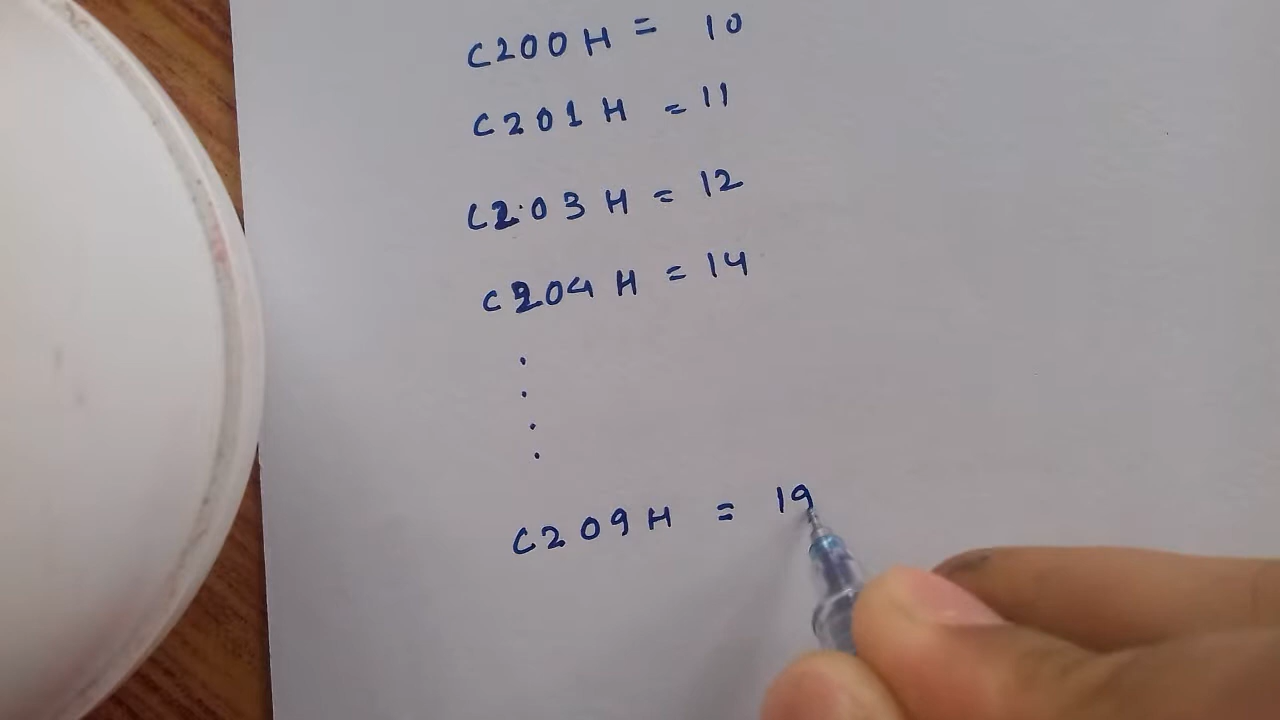 C200H = 10
C201H = 11
C203H = 12
C204H = 14
.
.
.
.
C209H = 19